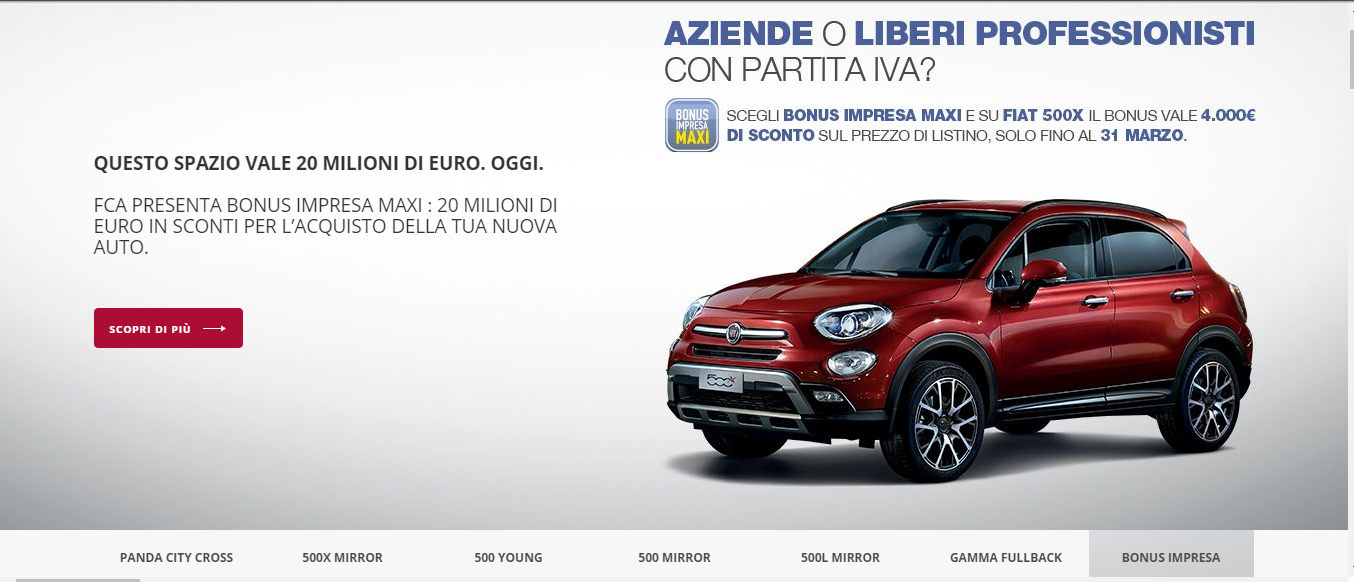 AZIENDE O LIBERI PROFESSIONISTI
CON PARTITA IVA?
BONUS
IMPRESA
MAXI
SCEGLI BONUS IMPRESA MAXI E SU FIAT 500X IL BONUS VALE 4.000€
DI SCONTO SUL PREZZO DI LISTINO, SOLO FINO AL 31 MARZO.
QUESTO SPAZIO VALE 20 MILIONI DI EURO. OGGI.
FCA PRESENTA BONUS IMPRESA MAXI : 20 MILIONI DI
EURO IN SCONTI PER L’ACQUISTO DELLA TUA NUOVA
AUTO.
SCOPRI DI PIÙ
500X
PANDA CITY CROSS
500X MIRROR
500 YOUNG
500 MIRROR
500L MIRROR
GAMMA FULLBACK
BONUS IMPRESA